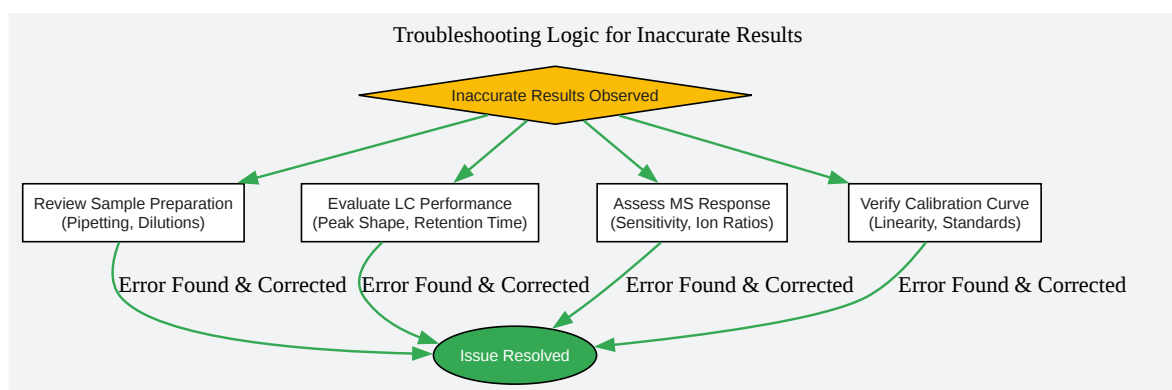 Troubleshooting Logic for Inaccurate Results
Inaccurate Results Observed
Review Sample Preparation
(Pipetting, Dilutions)
Evaluate LC Performance
(Peak Shape, Retention Time)
Assess MS Response
(Sensitivity, Ion Ratios)
Verify Calibration Curve
(Linearity, Standards)
Error Found & Corrected
Error Found & Corrected
Error Found & Corrected
Error Found & Corrected
Issue Resolved